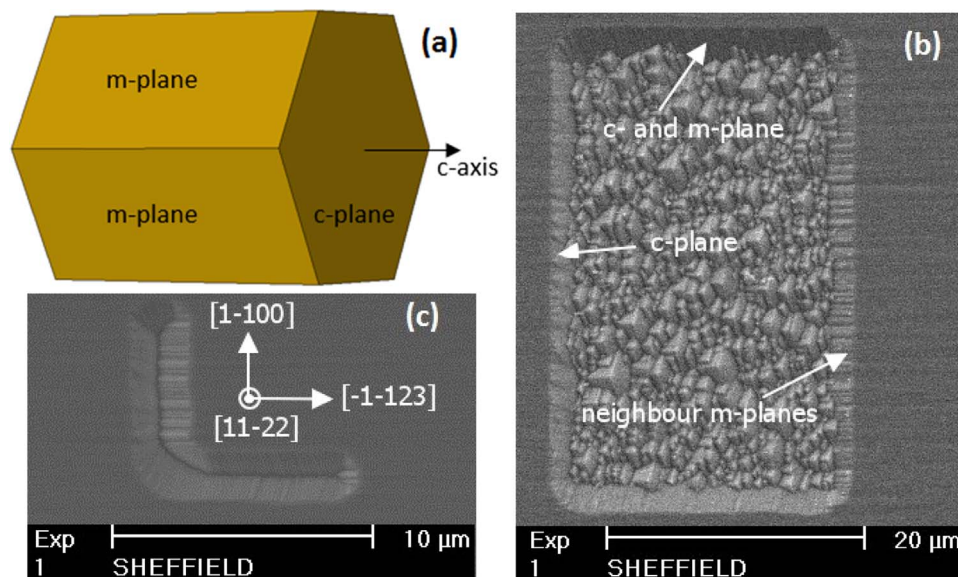 (a)
m-plane
m-plane
c-plane
c-axis
(b)
c- and m-plane
c-plane
neighbour m-planes
Exp
20 µm
1
SHEFFIELD
(c)
[1-100]
[-1-123]
[11-22]
Exp
10 µm
1
SHEFFIELD